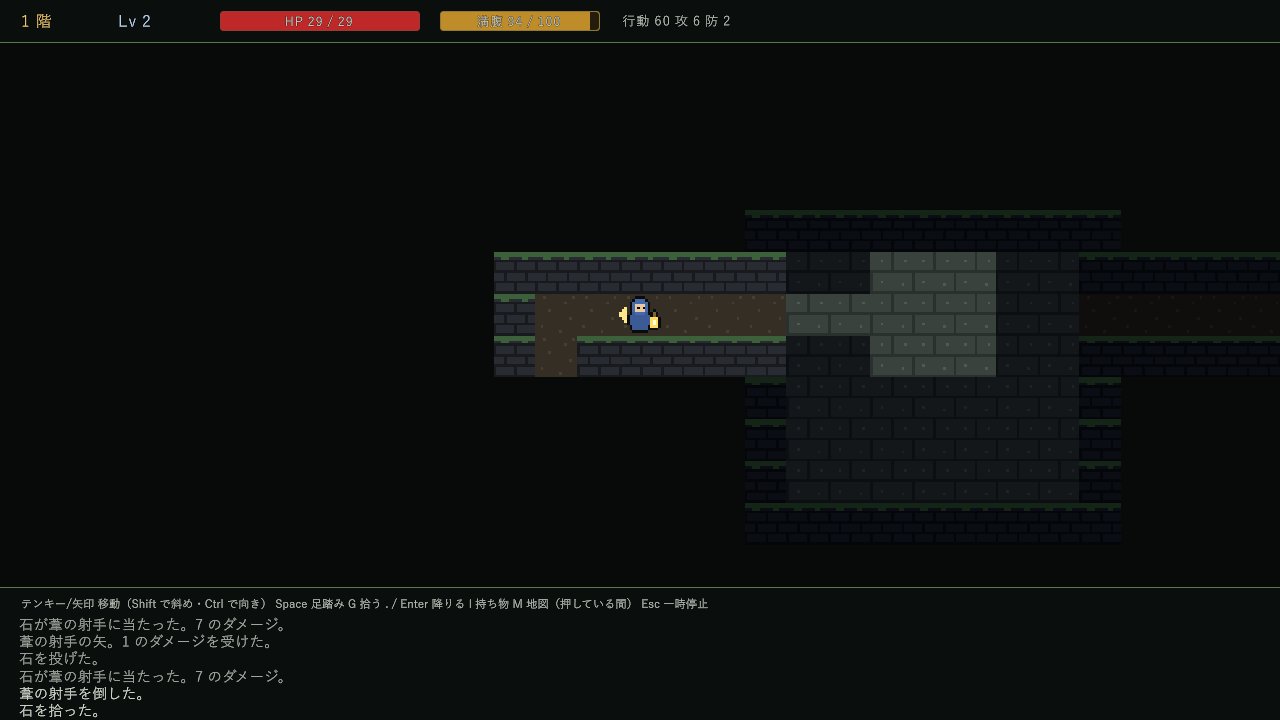 1 階 Lv 2 HP 29 / 29 満腹 94 / 100 行動 60 攻 6 防 2
テンキー/矢印 移動（Shift で斜め・Ctrl で向き） Space 足踏み G 拾う . / Enter 降りる I 持ち物 M 地図（押している間） Esc 一時停止
石が葦の射手に当たった。7 のダメージ。
葦の射手の矢。1 のダメージを受けた。
石を投げた。
石が葦の射手に当たった。7 のダメージ。
葦の射手を倒した。
石を拾った。